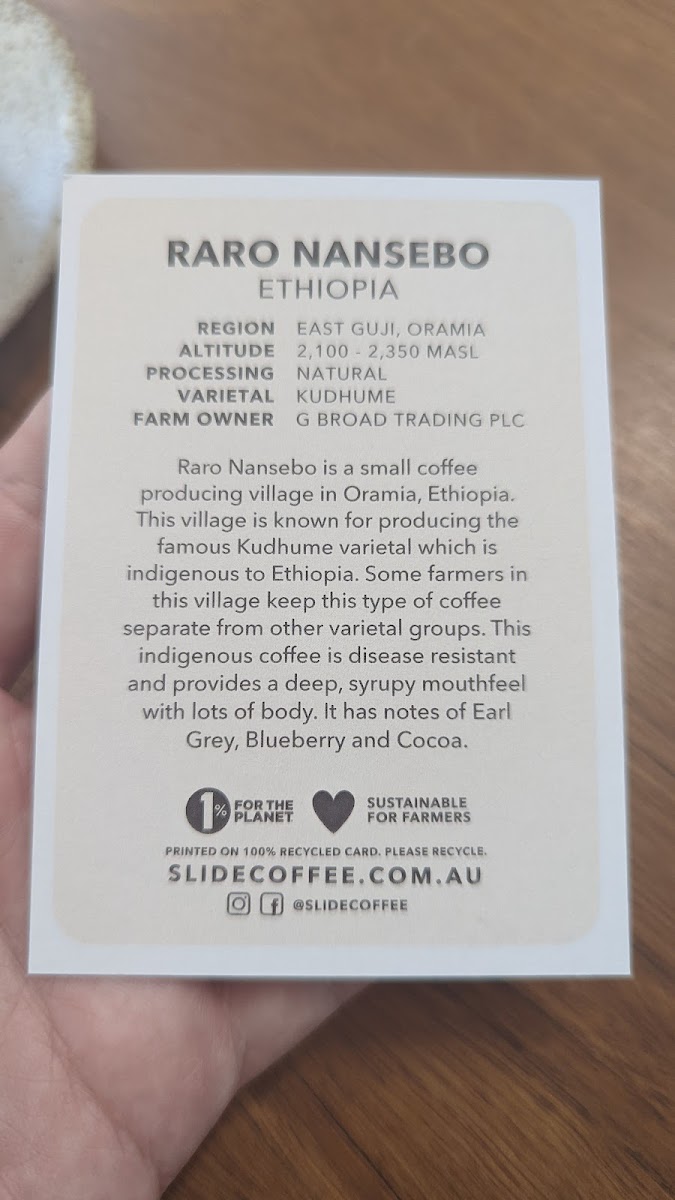 RARO NANSEBO
ETHIOPIA
REGION EAST GUJI, ORAMIA
ALTITUDE 2,100 - 2,350 MASL
PROCESSING NATURAL
VARIETAL KUDHUME
FARM OWNER G BROAD TRADING PLC
Raro Nansebo is a small coffee
producing village in Oramia, Ethiopia.
This village is known for producing the
famous Kudhume varietal which is
indigenous to Ethiopia. Some farmers in
this village keep this type of coffee
separate from other varietal groups. This
indigenous coffee is disease resistant
and provides a deep, syrupy mouthfeel
with lots of body. It has notes of Earl
Grey, Blueberry and Cocoa.
1% FOR THE PLANET
SUSTAINABLE FOR FARMERS
PRINTED ON 100% RECYCLED CARD. PLEASE RECYCLE.
SLIDECOFFEE.COM.AU
@SLIDECOFFEE